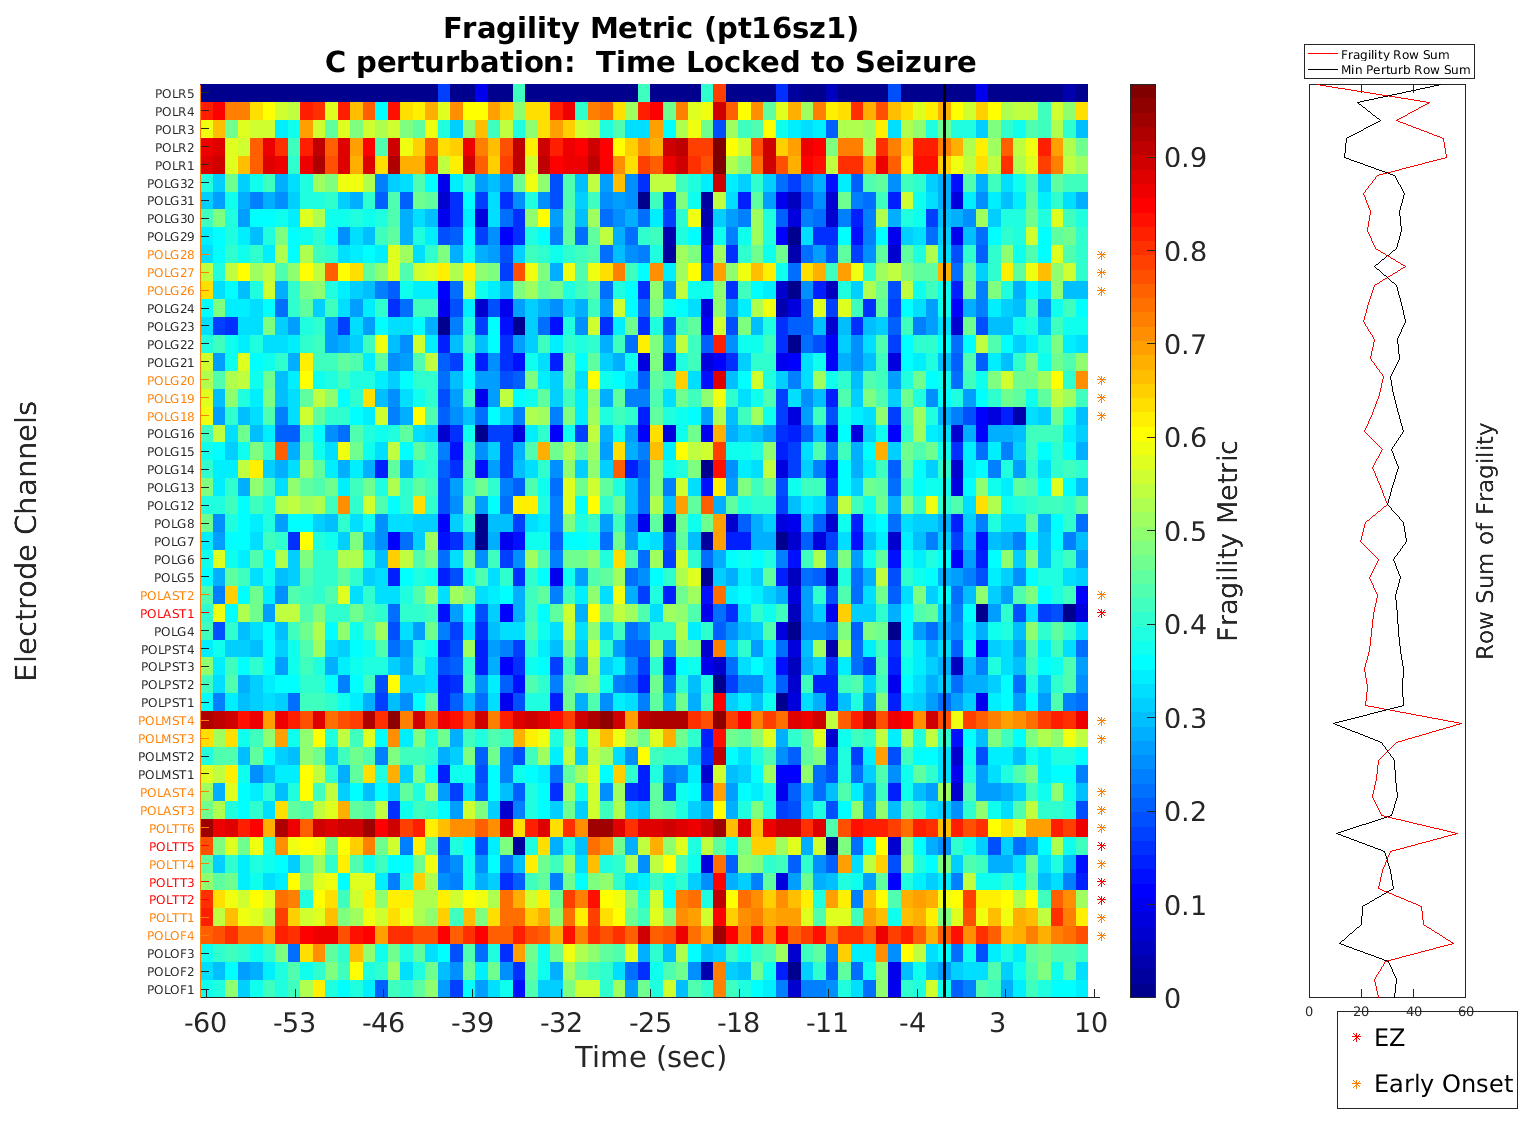 Fragility Metric (pt16sz1)
C perturbation:  Time Locked to Seizure
Electrode Channels
POLR5
POLR4
POLR3
POLR2
POLR1
POLG32
POLG31
POLG30
POLG29
POLG28
POLG27
POLG26
POLG24
POLG23
POLG22
POLG21
POLG20
POLG19
POLG18
POLG16
POLG15
POLG14
POLG13
POLG12
POLG8
POLG7
POLG6
POLG5
POLAST2
POLAST1
POLG4
POLPST4
POLPST3
POLPST2
POLPST1
POLMST4
POLMST3
POLMST2
POLMST1
POLAST4
POLAST3
POLTT6
POLTT5
POLTT4
POLTT3
POLTT2
POLTT1
POLOF4
POLOF3
POLOF2
POLOF1
-60 -53 -46 -39 -32 -25 -18 -11 -4 3 10
Time (sec)
0.9
0.8
0.7
0.6
0.5
0.4
0.3
0.2
0.1
0
Fragility Metric
Fragility Row Sum
Min Perturb Row Sum
0 20 40 60
Row Sum of Fragility
EZ
Early Onset